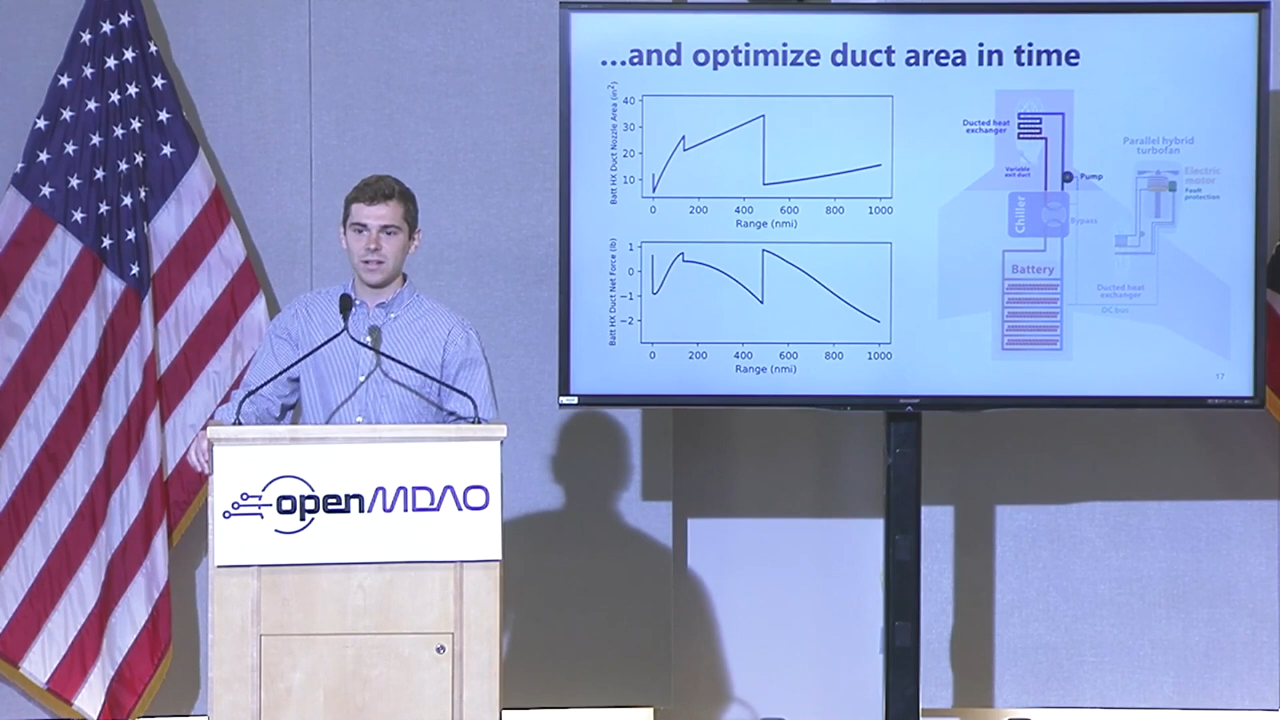 ...and optimize duct area in time
Batt HX Duct Nozzle Area (in²)
40
30
20
10
0
200
400
600
800
1000
Range (nmi)
Batt HX Duct Net Force (lb)
1
0
−1
−2
0
200
400
600
800
1000
Range (nmi)
Ducted heat
exchanger
Variable
exit duct
Pump
Chiller
Bypass
Battery
Parallel hybrid
turbofan
Electric
motor
Fault
protection
Ducted heat
exchanger
DC bus
17
openMDAO